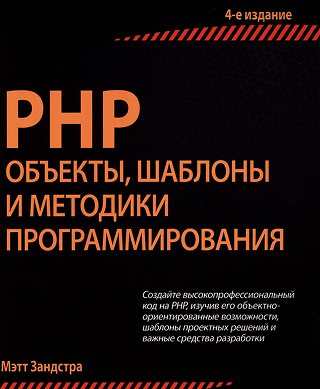 4-е издание
PHP
ОБЪЕКТЫ, ШАБЛОНЫ
И МЕТОДИКИ
ПРОГРАММИРОВАНИЯ
Создайте высокопрофессиональный
код на PHP, изучив его объектно-
ориентированные возможности,
шаблоны проектных решений и
важные средства разработки
Мэтт Зандстра